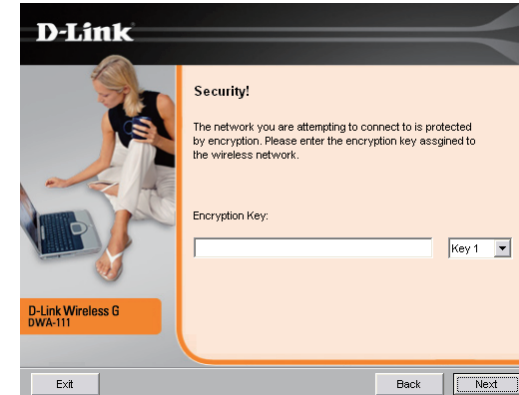 D-Link
Security!
The network you are attempting to connect to is protected
by encryption. Please enter the encryption key assgined to
the wireless network.
Encryption Key:
Key 1
D-Link Wireless G
DWA-111
Exit
Back
Next